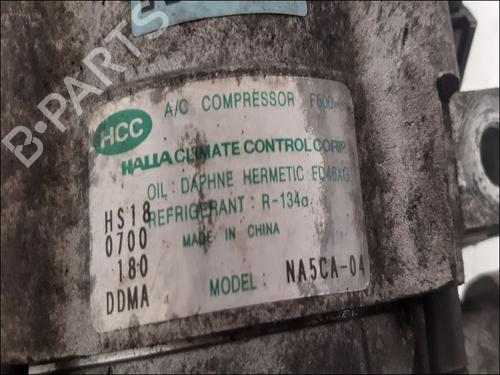 B-PARTS
HCC
A/C COMPRESSOR
HALLA CLIMATE CONTROL CORP.
OIL : DAPHNE HERMETIC FD46XG
REFRIGERANT : R-134a
MADE IN CHINA
HS18
0700
180
DDMA
MODEL : NA5CA-04